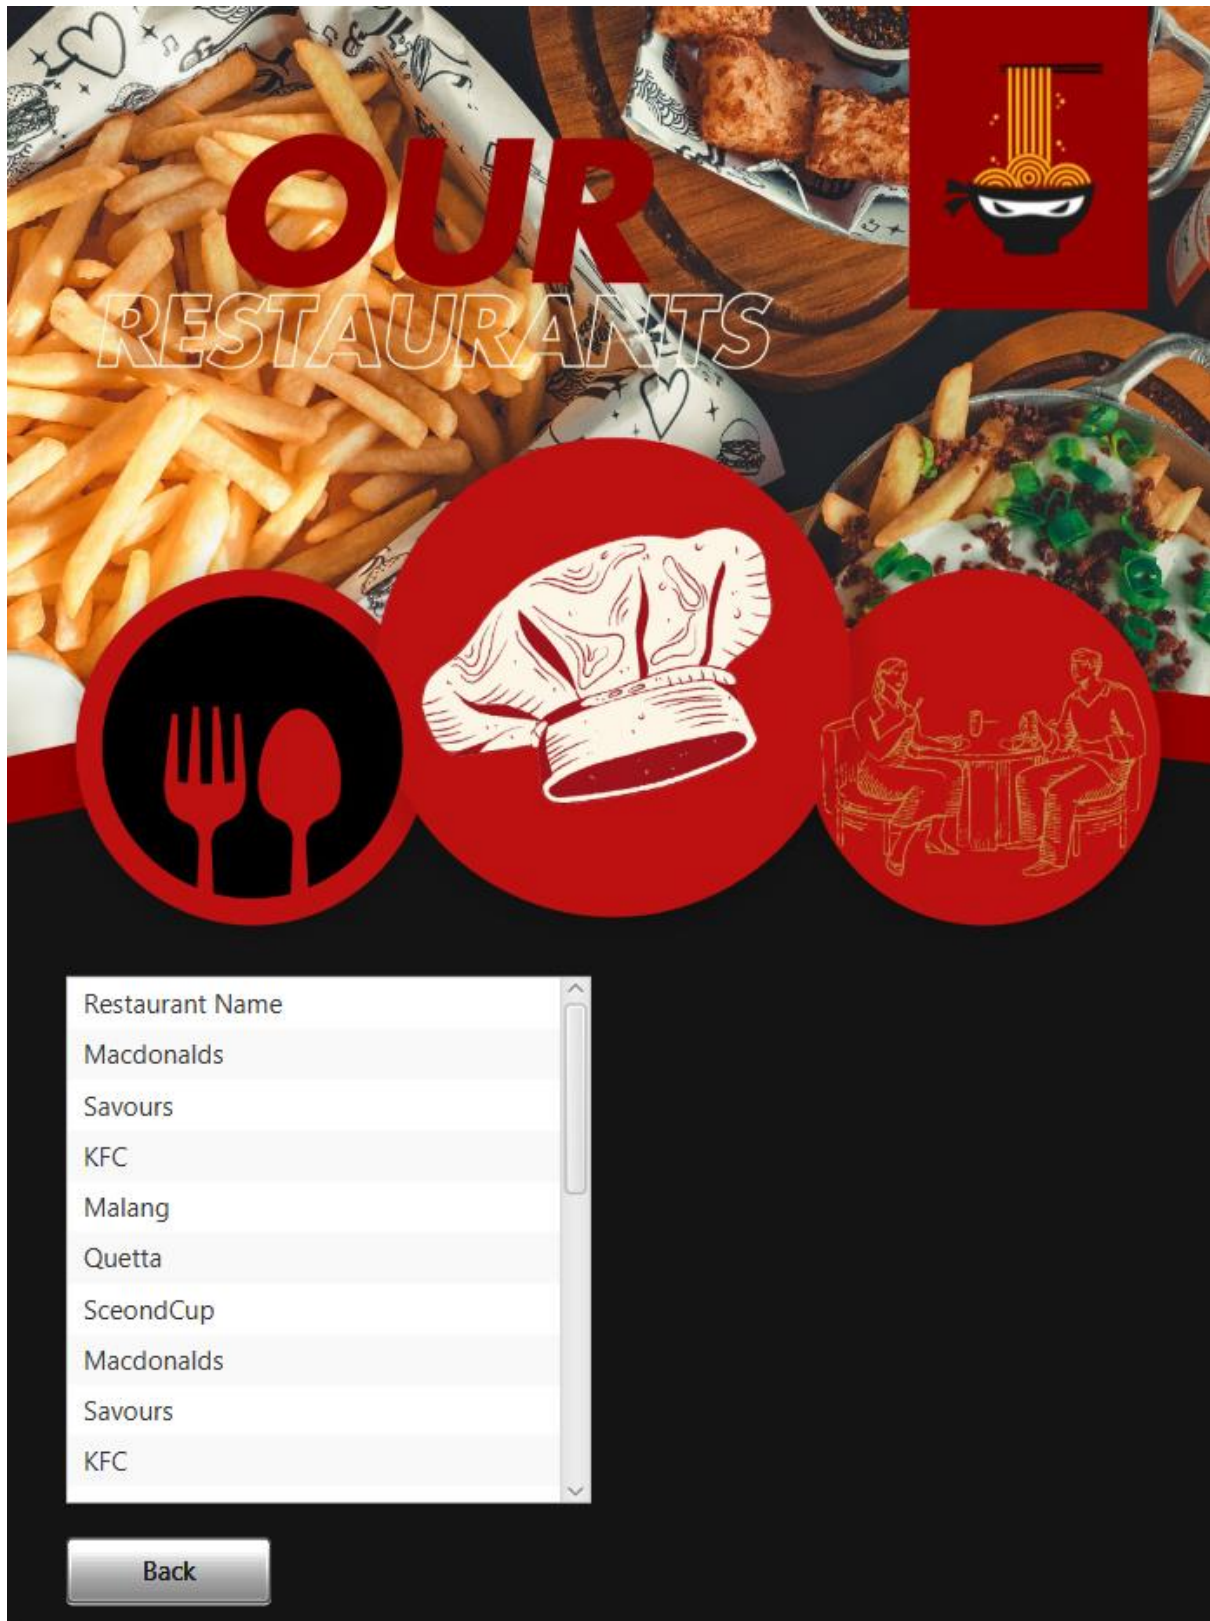 OUR
RESTAURANTS
Restaurant Name
Macdonalds
Savours
KFC
Malang
Quetta
SceondCup
Macdonalds
Savours
KFC
Back